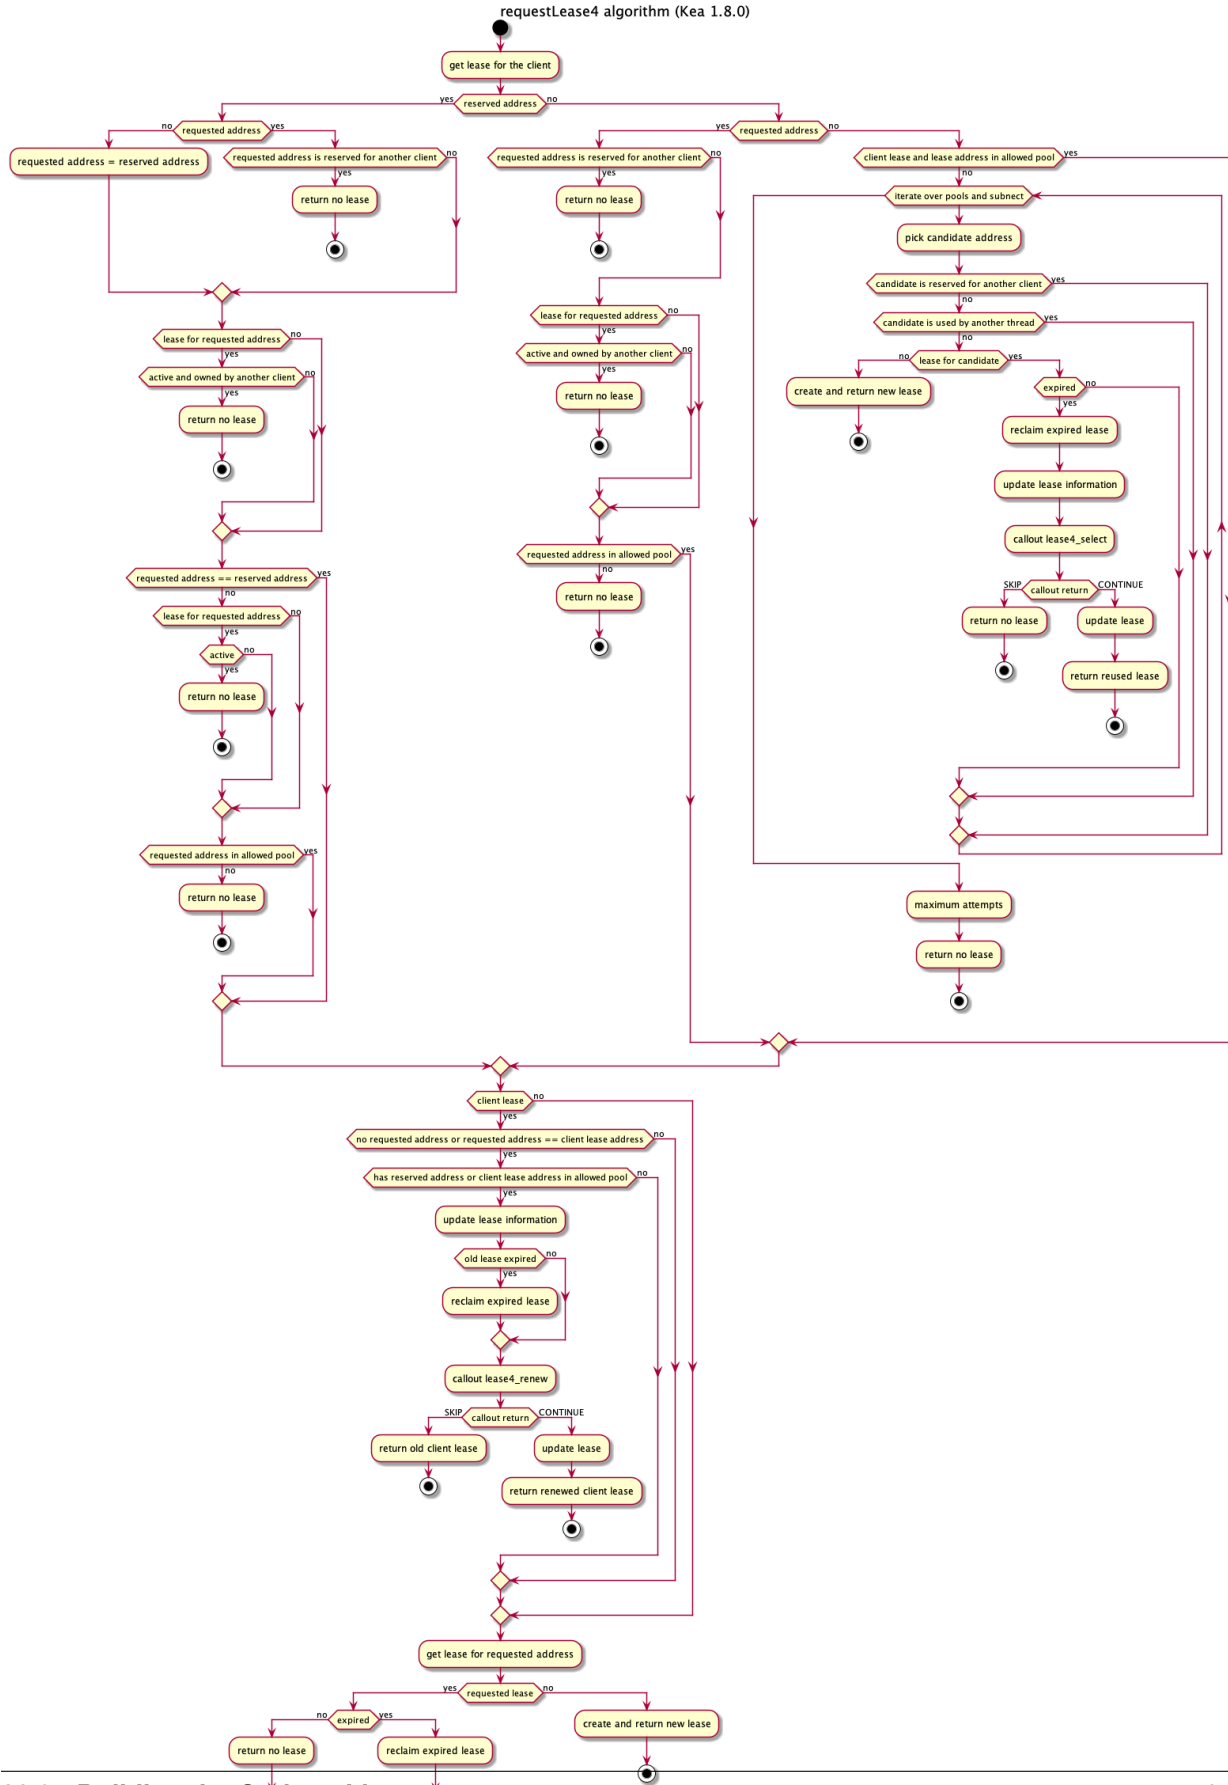 requestLease4 algorithm (Kea 1.8.0)
get lease for the client
yes
reserved address
no
no
requested address
yes
requested address = reserved address
requested address is reserved for another client
no
yes
return no lease
lease for requested address
no
yes
active and owned by another client
no
yes
return no lease
requested address == reserved address
yes
no
lease for requested address
no
yes
active
no
yes
return no lease
requested address in allowed pool
yes
no
return no lease
yes
requested address
no
requested address is reserved for another client
no
yes
return no lease
lease for requested address
no
yes
active and owned by another client
no
yes
return no lease
requested address in allowed pool
yes
no
return no lease
client lease and lease address in allowed pool
yes
no
iterate over pools and subnect
pick candidate address
candidate is reserved for another client
yes
no
candidate is used by another thread
yes
no
no
lease for candidate
yes
create and return new lease
expired
no
yes
reclaim expired lease
update lease information
callout lease4_select
SKIP
callout return
CONTINUE
return no lease
update lease
return reused lease
maximum attempts
return no lease
client lease
no
yes
no requested address or requested address == client lease address
no
yes
has reserved address or client lease address in allowed pool
no
yes
update lease information
old lease expired
no
yes
reclaim expired lease
callout lease4_renew
SKIP
callout return
CONTINUE
return old client lease
update lease
return renewed client lease
get lease for requested address
yes
requested lease
no
no
expired
yes
create and return new lease
return no lease
reclaim expired lease